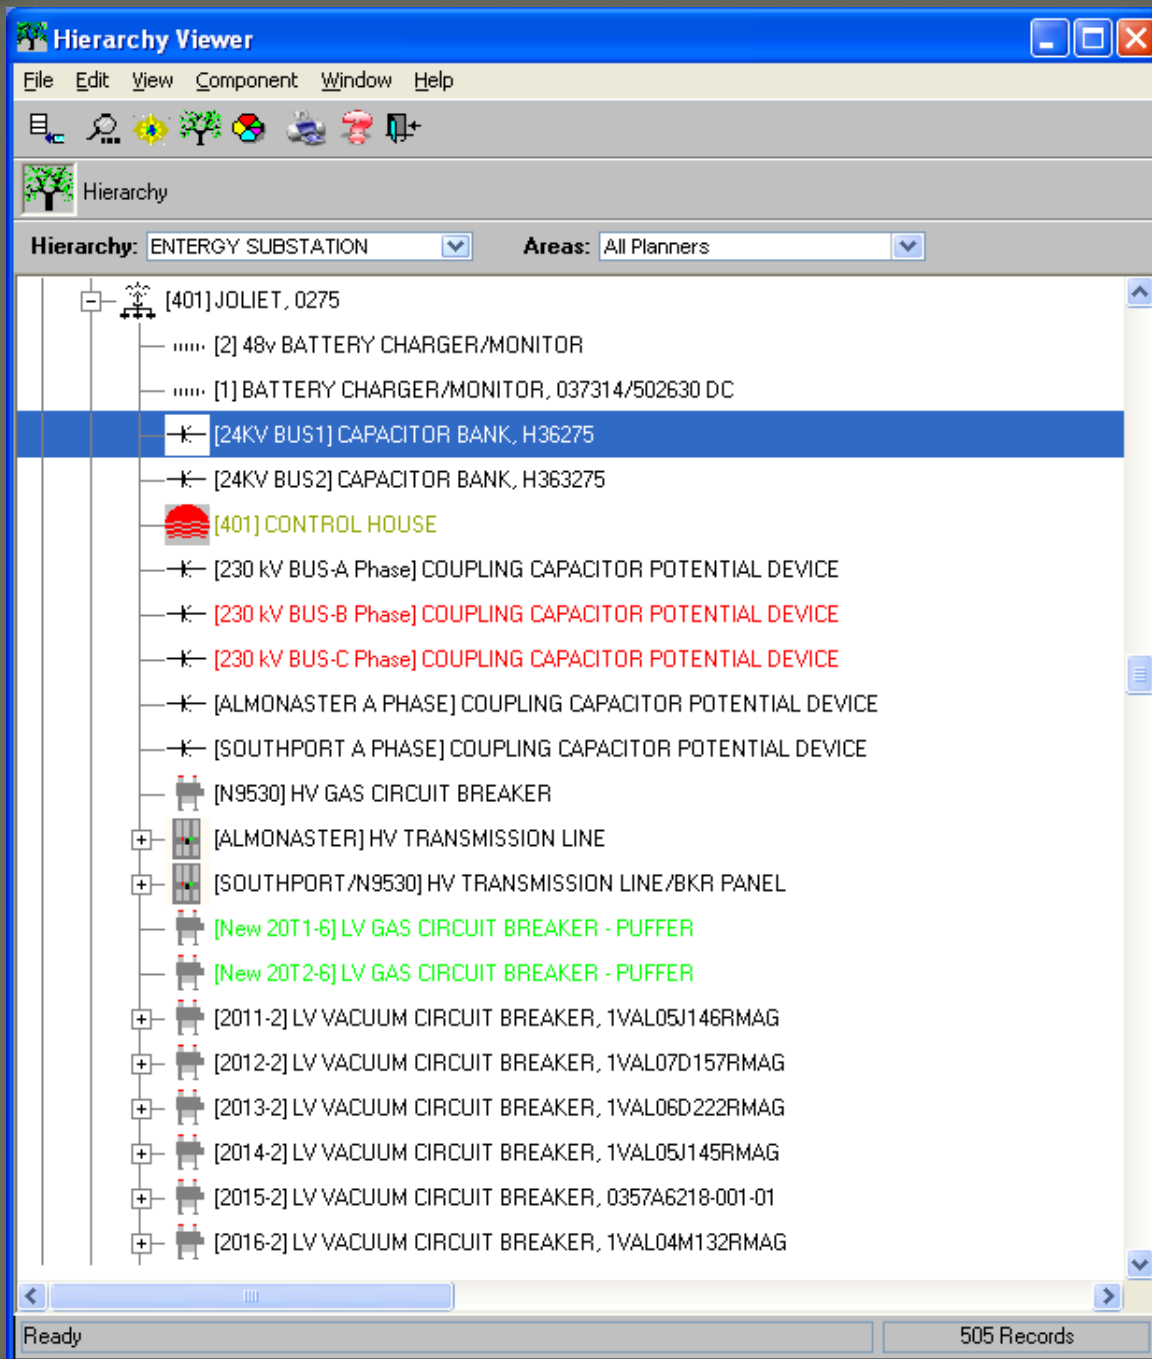 Hierarchy Viewer
File Edit View Component Window Help
Hierarchy
Hierarchy: ENTERGY SUBSTATION Areas: All Planners
[401] JOLIET, 0275
[2] 48v BATTERY CHARGER/MONITOR
[1] BATTERY CHARGER/MONITOR, 037314/502630 DC
[24KV BUS1] CAPACITOR BANK, H36275
[24KV BUS2] CAPACITOR BANK, H363275
[401] CONTROL HOUSE
[230 kV BUS-A Phase] COUPLING CAPACITOR POTENTIAL DEVICE
[230 kV BUS-B Phase] COUPLING CAPACITOR POTENTIAL DEVICE
[230 kV BUS-C Phase] COUPLING CAPACITOR POTENTIAL DEVICE
[ALMONASTER A PHASE] COUPLING CAPACITOR POTENTIAL DEVICE
[SOUTHPORT A PHASE] COUPLING CAPACITOR POTENTIAL DEVICE
[N9530] HV GAS CIRCUIT BREAKER
[ALMONASTER] HV TRANSMISSION LINE
[SOUTHPORT/N9530] HV TRANSMISSION LINE/BKR PANEL
[New 20T1-6] LV GAS CIRCUIT BREAKER - PUFFER
[New 20T2-6] LV GAS CIRCUIT BREAKER - PUFFER
[2011-2] LV VACUUM CIRCUIT BREAKER, 1VAL05J146RMAG
[2012-2] LV VACUUM CIRCUIT BREAKER, 1VAL07D157RMAG
[2013-2] LV VACUUM CIRCUIT BREAKER, 1VAL06D222RMAG
[2014-2] LV VACUUM CIRCUIT BREAKER, 1VAL05J145RMAG
[2015-2] LV VACUUM CIRCUIT BREAKER, 0357A6218-001-01
[2016-2] LV VACUUM CIRCUIT BREAKER, 1VAL04M132RMAG
Ready 505 Records